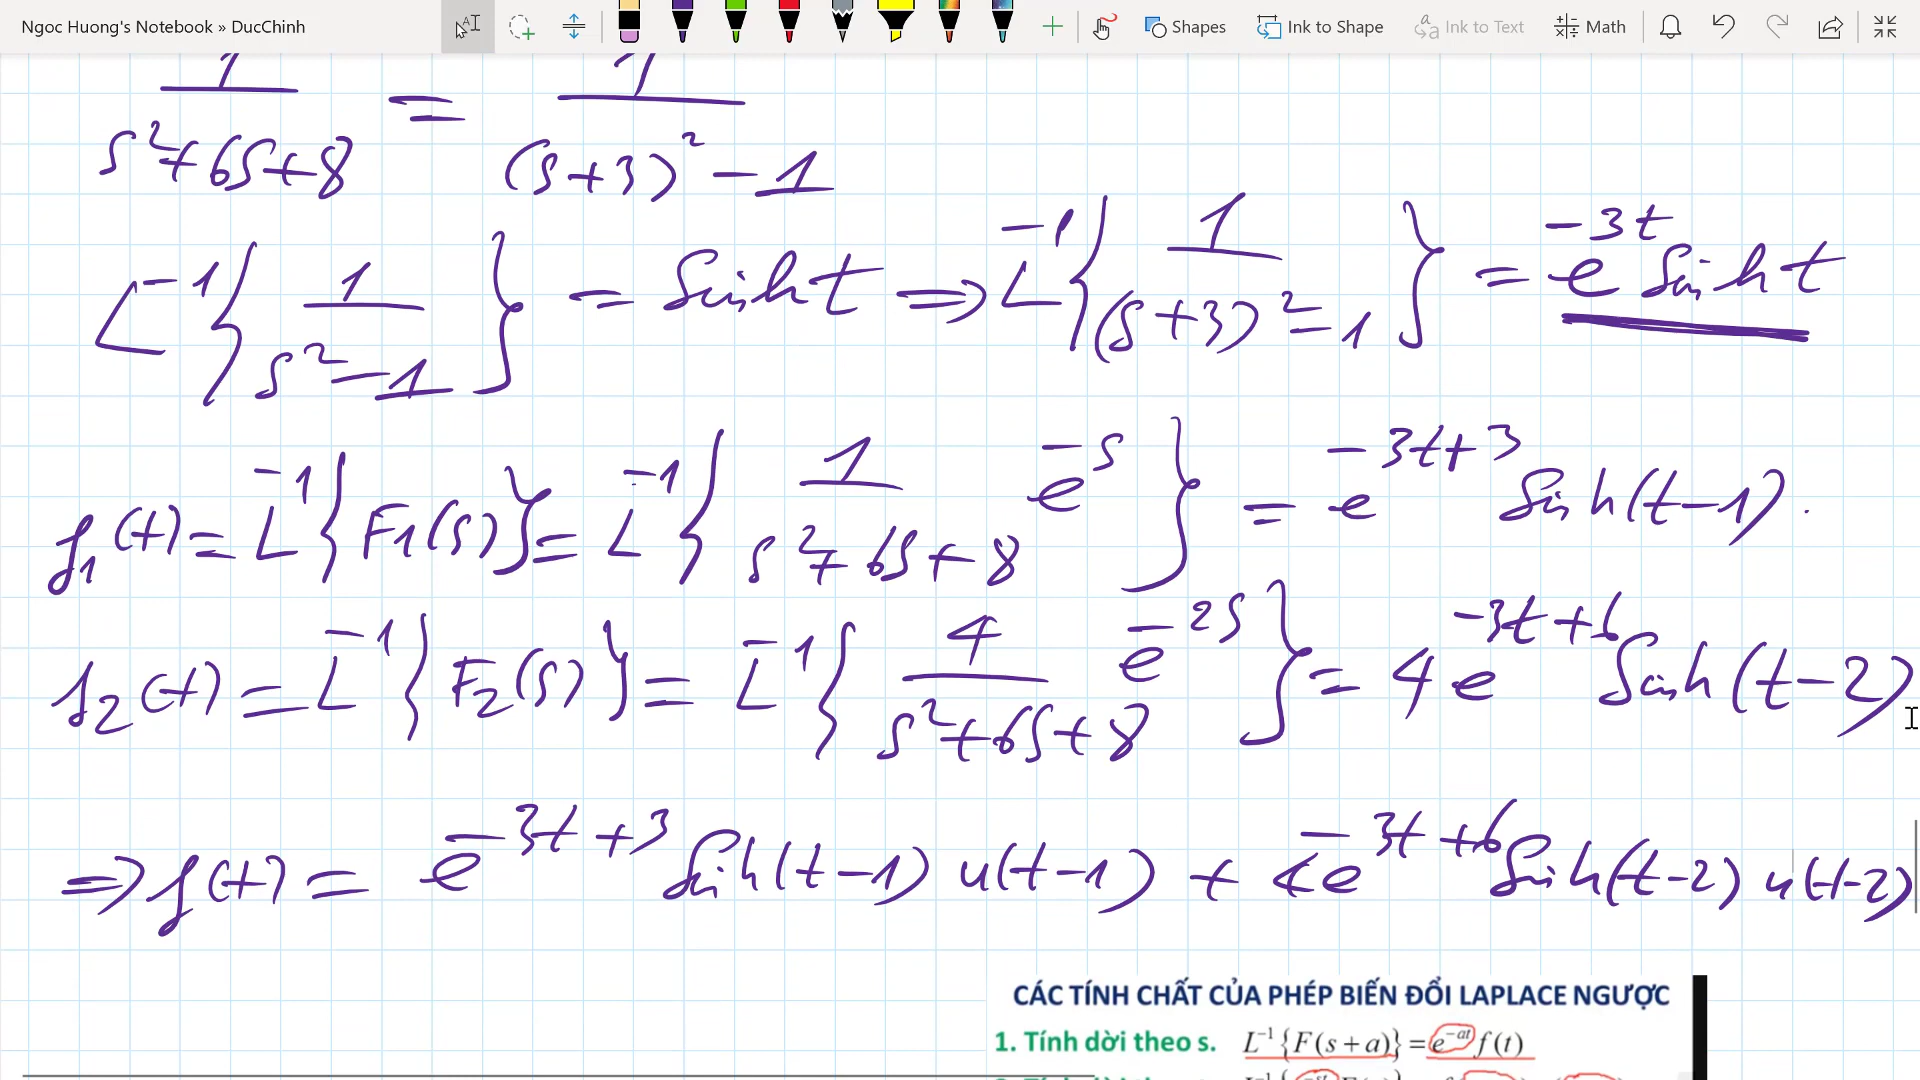 Ngoc Huong's Notebook » DucChinh Shapes Ink to Shape Ink to Text Math
1/(s²+6s+8) = 1/((s+3)²-1)
L⁻¹{1/(s²-1)} = Sinh t ⇒ L⁻¹{1/((s+3)²-1)} = e⁻³ᵗ Sinh t
f₁(t) = L⁻¹{F₁(s)} = L⁻¹{1/(s²+6s+8) e^(-s)} = e^(-3t+3) Sinh(t-1).
f₂(t) = L⁻¹{F₂(s)} = L⁻¹{4/(s²+6s+8) e^(-2s)} = 4e^(-3t+6) Sinh(t-2)
⇒ f(t) = e^(-3t+3) Sinh(t-1) u(t-1) + 4e^(-3t+6) Sinh(t-2) u(t-2)
CÁC TÍNH CHẤT CỦA PHÉP BIẾN ĐỔI LAPLACE NGƯỢC
1. Tính dời theo s. L⁻¹{F(s+a)} = e^(-at) f(t)